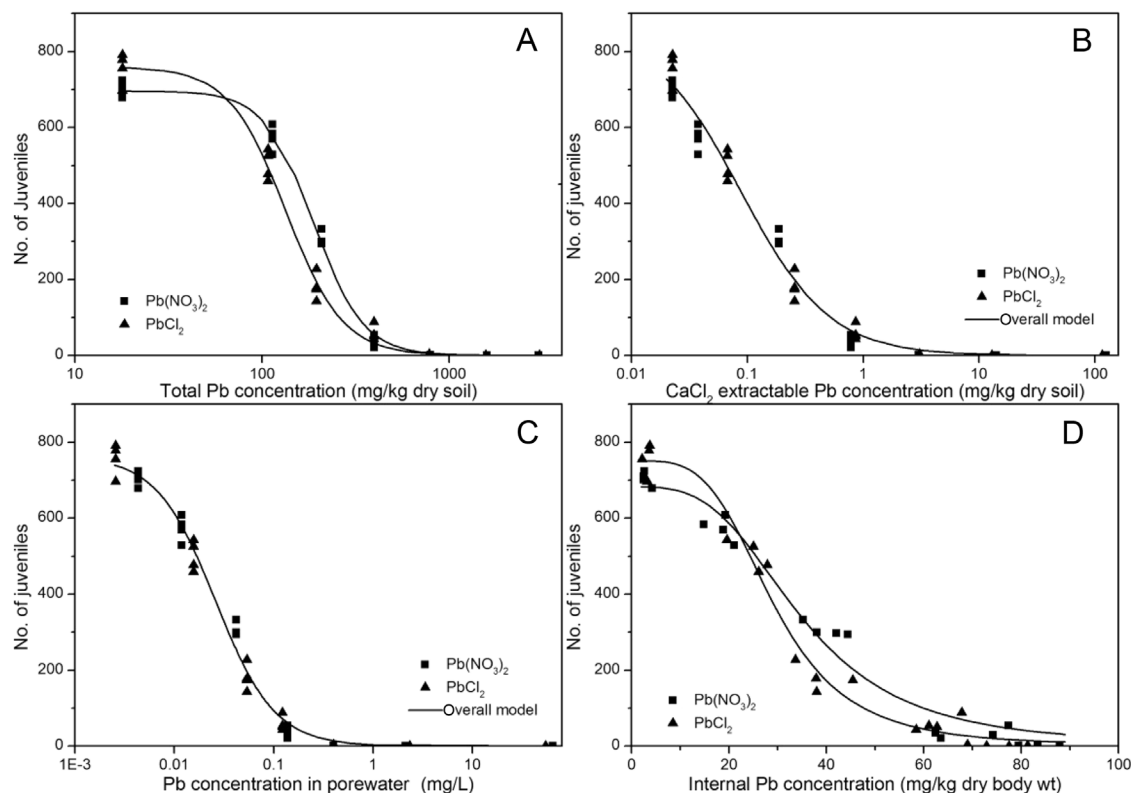 A
No. of Juveniles
800
600
400
200
0
Pb(NO₃)₂
PbCl₂
10
100
1000
Total Pb concentration (mg/kg dry soil)
B
No. of juveniles
800
600
400
200
0
Pb(NO₃)₂
PbCl₂
Overall model
0.01
0.1
1
10
100
CaCl₂ extractable Pb concentration (mg/kg dry soil)
C
No. of juveniles
800
600
400
200
0
Pb(NO₃)₂
PbCl₂
Overall model
1E-3
0.01
0.1
1
10
Pb concentration in porewater (mg/L)
D
No. of juveniles
800
600
400
200
0
Pb(NO₃)₂
PbCl₂
0
20
40
60
80
100
Internal Pb concentration (mg/kg dry body wt)